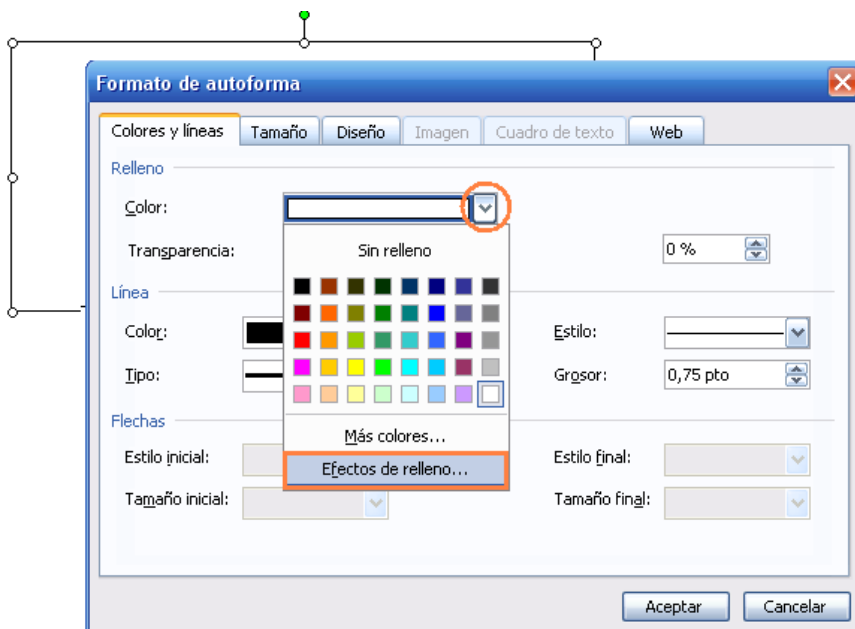 Formato de autoforma
Colores y líneas Tamaño Diseño Imagen Cuadro de texto Web
Relleno
Color:
Sin relleno
Transparencia: 0 %
Línea
Color: Estilo:
Tipo: Grosor: 0,75 pto
Más colores...
Flechas
Efectos de relleno...
Estilo inicial: Estilo final:
Tamaño inicial: Tamaño final:
Aceptar Cancelar